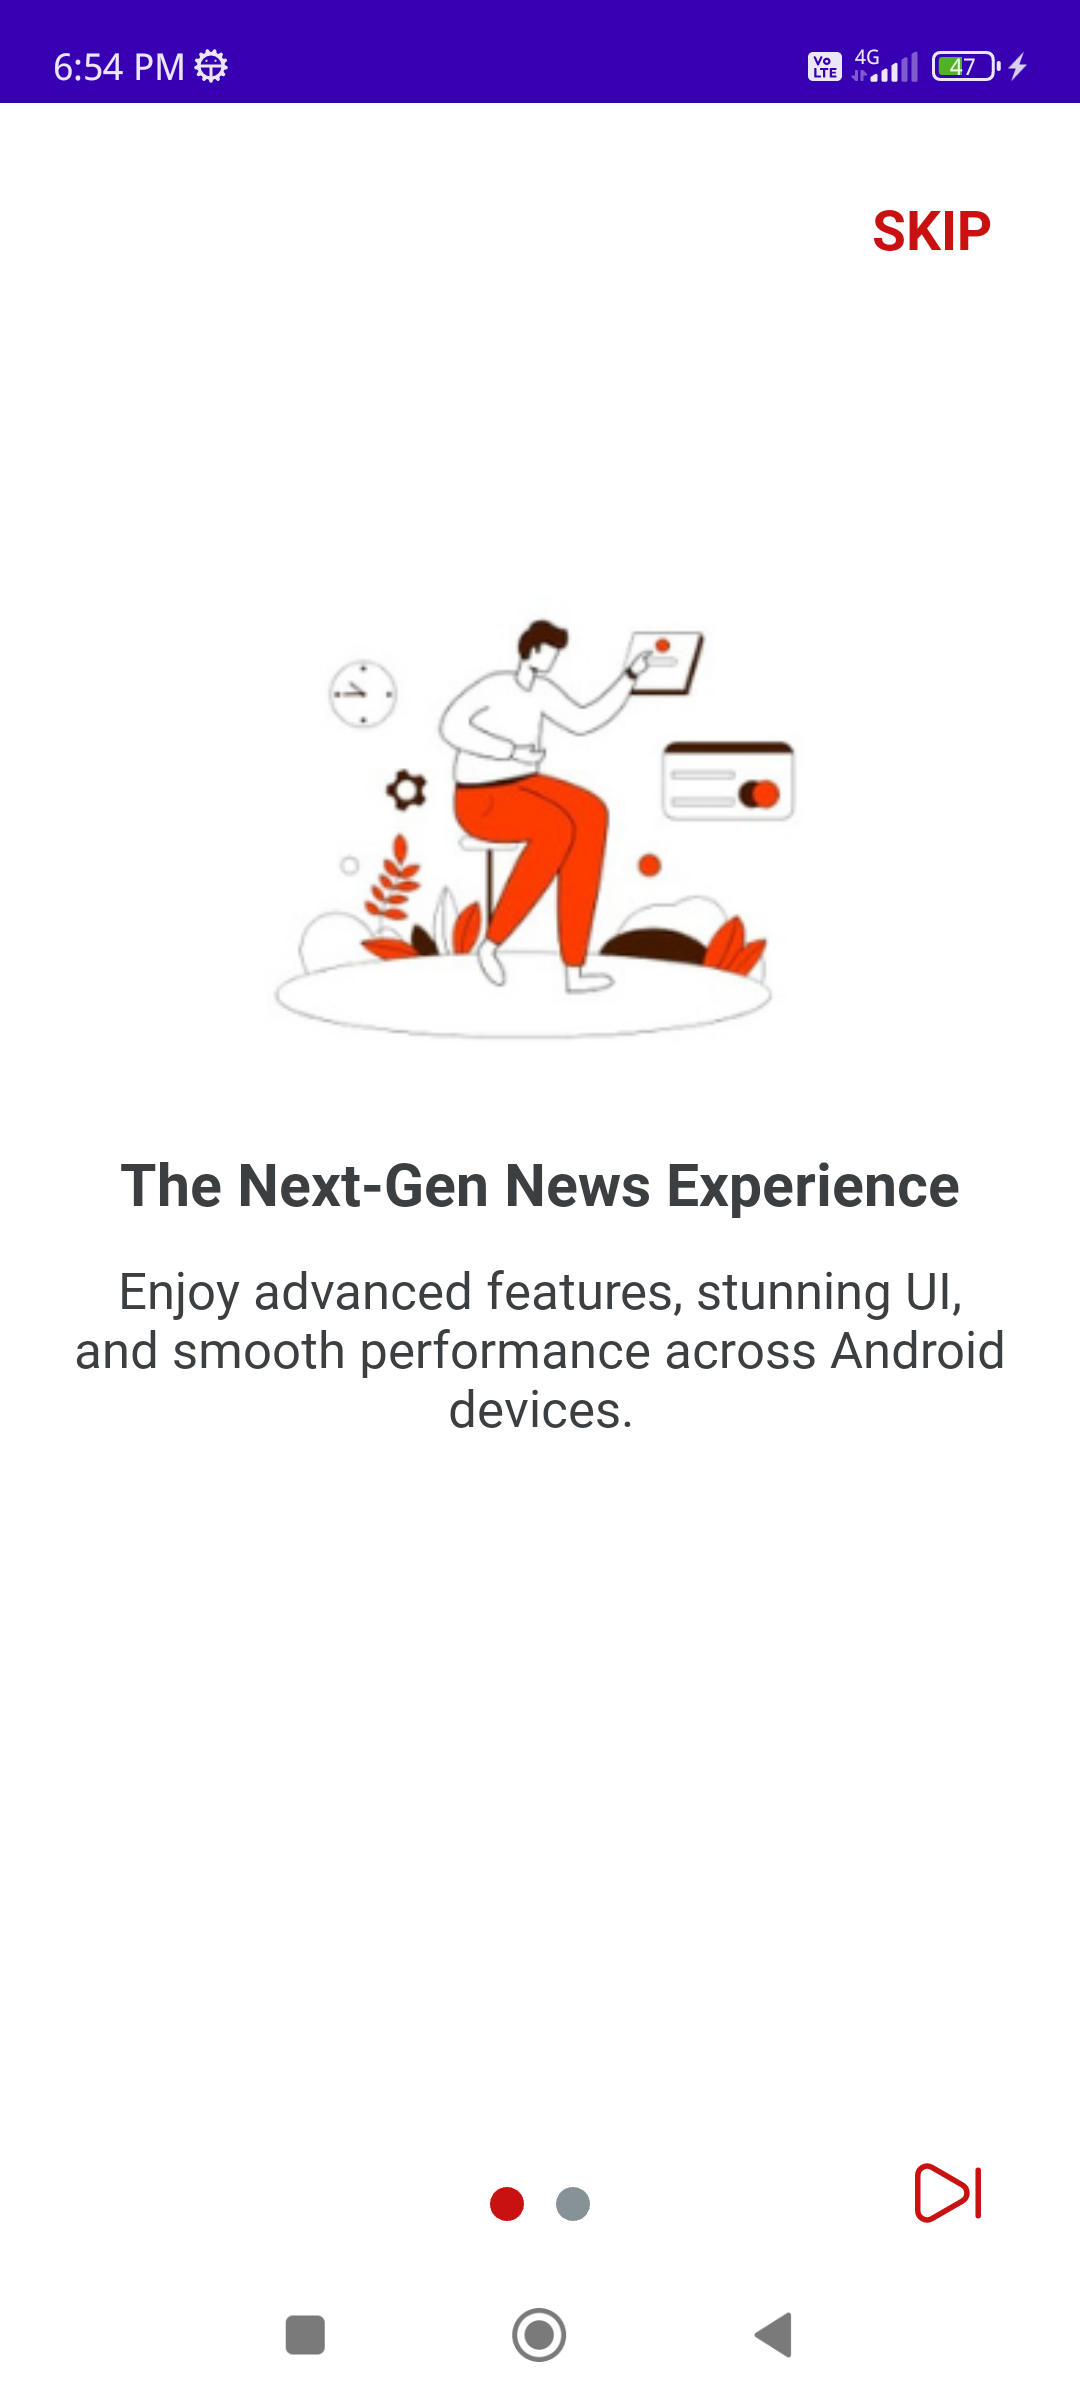 6:54 PM
Vo LTE 4G 47
SKIP
The Next-Gen News Experience
Enjoy advanced features, stunning UI,
and smooth performance across Android
devices.